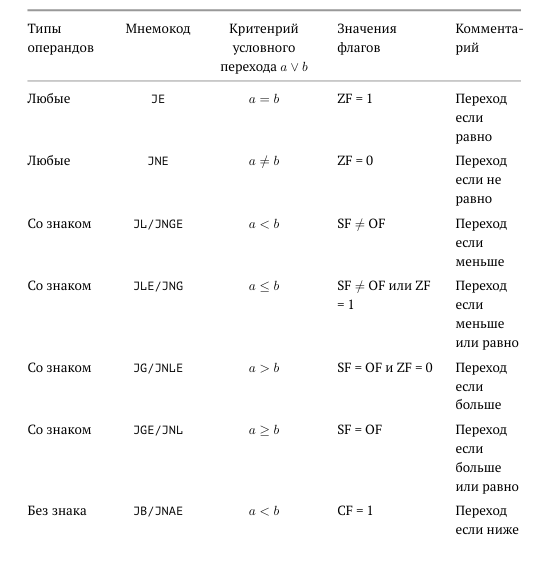 Типы операндов | Мнемокод | Критенрий условного перехода a ∨ b | Значения флагов | Коммента-рий
Любые | JE | a = b | ZF = 1 | Переход если равно
Любые | JNE | a ≠ b | ZF = 0 | Переход если не равно
Со знаком | JL/JNGE | a < b | SF ≠ OF | Переход если меньше
Со знаком | JLE/JNG | a ≤ b | SF ≠ OF или ZF = 1 | Переход если меньше или равно
Со знаком | JG/JNLE | a > b | SF = OF и ZF = 0 | Переход если больше
Со знаком | JGE/JNL | a ≥ b | SF = OF | Переход если больше или равно
Без знака | JB/JNAE | a < b | CF = 1 | Переход если ниже